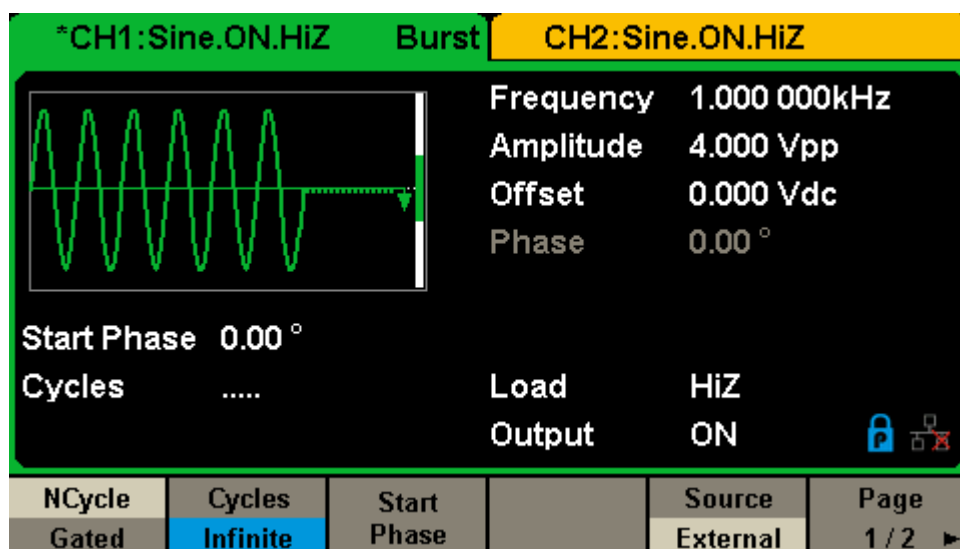 *CH1:Sine.ON.HiZ Burst CH2:Sine.ON.HiZ
Frequency 1.000 000kHz
Amplitude 4.000 Vpp
Offset 0.000 Vdc
Phase 0.00 °
Start Phase 0.00 °
Cycles .....
Load HiZ
Output ON
P
NCycle Cycles Start Source Page
Gated Infinite Phase External 1/2 ►